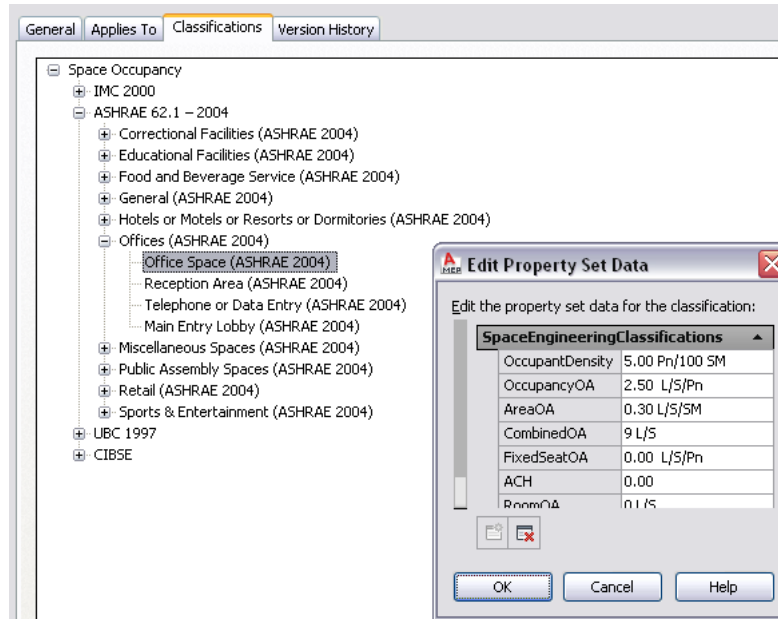 General Applies To Classifications Version History
Space Occupancy
IMC 2000
ASHRAE 62.1 – 2004
Correctional Facilities (ASHRAE 2004)
Educational Facilities (ASHRAE 2004)
Food and Beverage Service (ASHRAE 2004)
General (ASHRAE 2004)
Hotels or Motels or Resorts or Dormitories (ASHRAE 2004)
Offices (ASHRAE 2004)
Office Space (ASHRAE 2004)
Reception Area (ASHRAE 2004)
Telephone or Data Entry (ASHRAE 2004)
Main Entry Lobby (ASHRAE 2004)
Miscellaneous Spaces (ASHRAE 2004)
Public Assembly Spaces (ASHRAE 2004)
Retail (ASHRAE 2004)
Sports & Entertainment (ASHRAE 2004)
UBC 1997
CIBSE
A MEP Edit Property Set Data
Edit the property set data for the classification:
SpaceEngineeringClassifications
OccupantDensity 5.00 Pn/100 SM
OccupancyOA 2.50 L/S/Pn
AreaOA 0.30 L/S/SM
CombinedOA 9 L/S
FixedSeatOA 0.00 L/S/Pn
ACH 0.00
RoomOA 0 L/S
OK Cancel Help